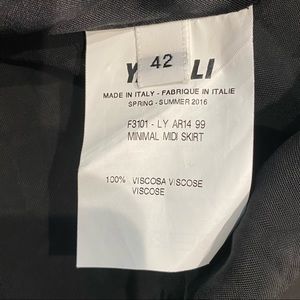 42
MADE IN ITALY - FABRIQUE EN ITALIE
SPRING - SUMMER 2016
F3101 - LY AR14 99
MINIMAL MIDI SKIRT
100% VISCOSA VISCOSE
VISCOSE